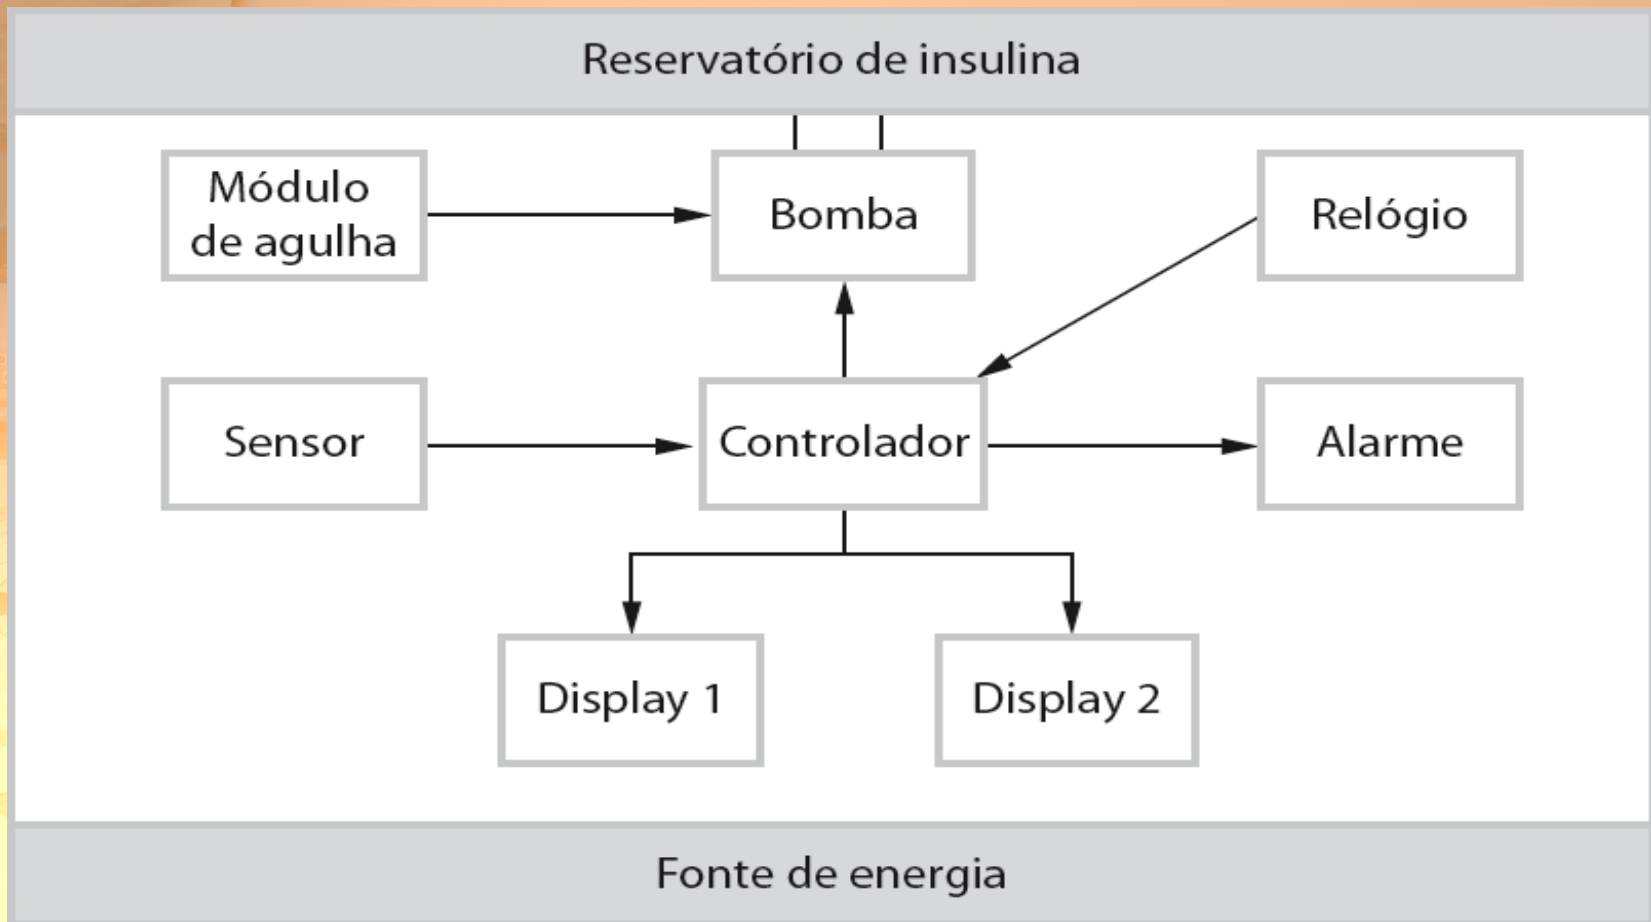 Reservatório de insulina
Módulo
de agulha
Bomba
Relógio
Sensor
Controlador
Alarme
Display 1
Display 2
Fonte de energia